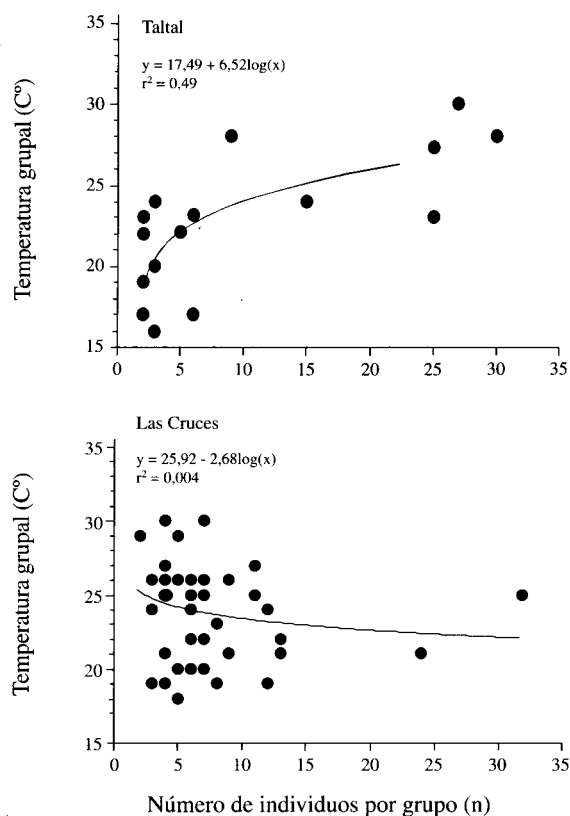 Taltal
y = 17,49 + 6,52log(x)
r² = 0,49
Temperatura grupal (Cº)
35
30
25
20
15
0 5 10 15 20 25 30 35
Las Cruces
y = 25,92 - 2,68log(x)
r² = 0,004
Temperatura grupal (Cº)
35
30
25
20
15
0 5 10 15 20 25 30 35
Número de individuos por grupo (n)